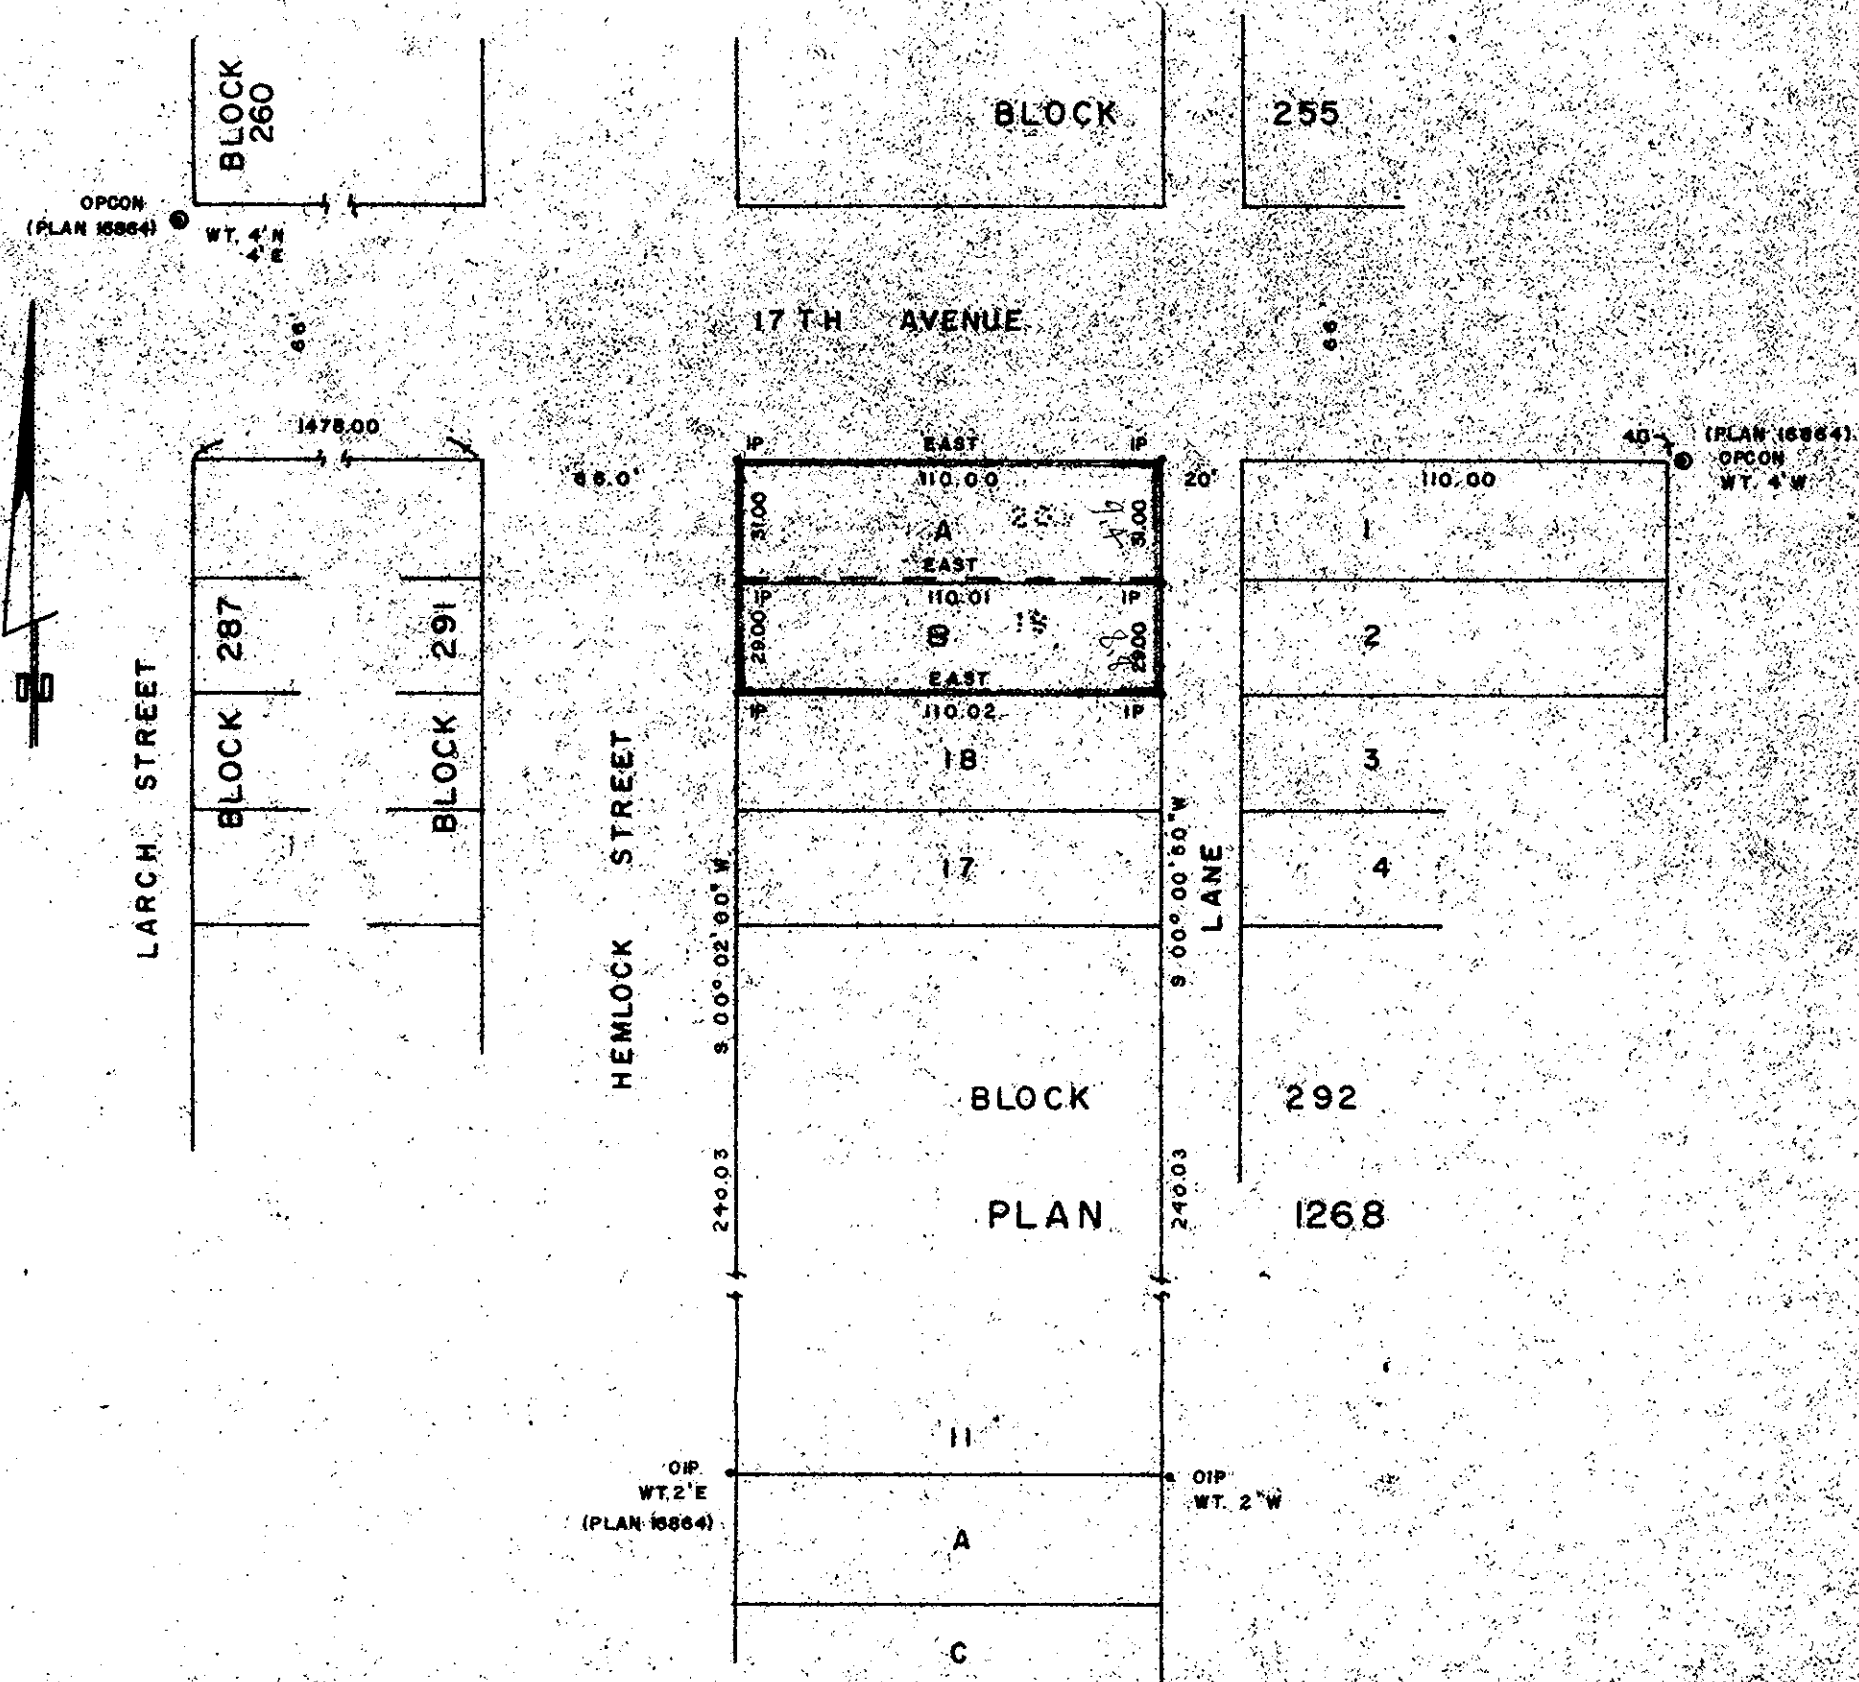 BLOCK
260
BLOCK 255
OPCON
(PLAN 16864)
WT. 4' N
4' E
17 TH AVENUE
66'
66'
1478.00
IP EAST IP
110.00
66.0'
20'
110.00
40
(PLAN 16864)
OPCON
WT. 4' W
31.00
A
31.00
1
EAST
IP 110.01 IP
29.00
B
29.00
2
EAST
IP 110.02 IP
18
3
17
4
BLOCK 287
BLOCK 291
LARCH STREET
HEMLOCK STREET
S 00° 02' 00" W
240.03
S 00° 00' 50" W
240.03
LANE
BLOCK 292
PLAN 1268
11
OIP
WT. 2' E
(PLAN 16864)
OIP
WT. 2" W
A
C